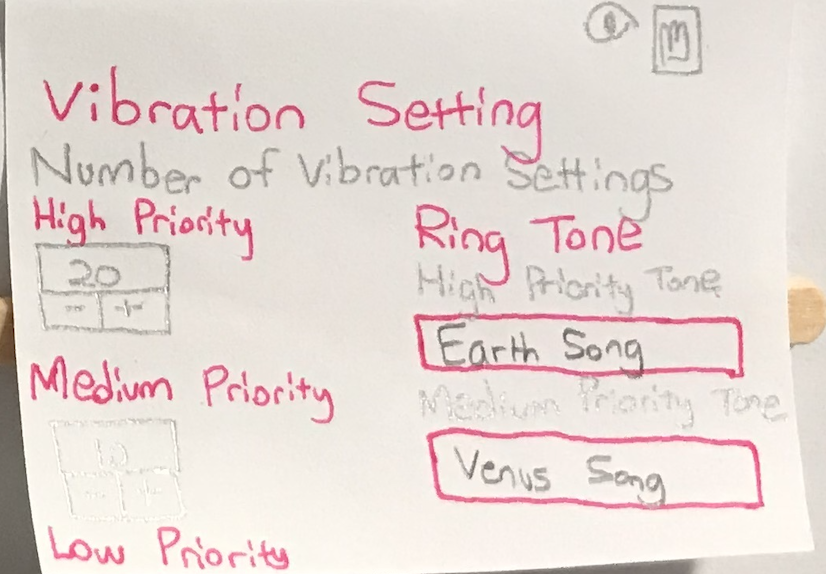 m
Vibration Setting
Number of Vibration Settings
High Priority
20
- +
Medium Priority
10
- +
Low Priority
Ring Tone
High Priority Tone
Earth Song
Medium Priority Tone
Venus Song